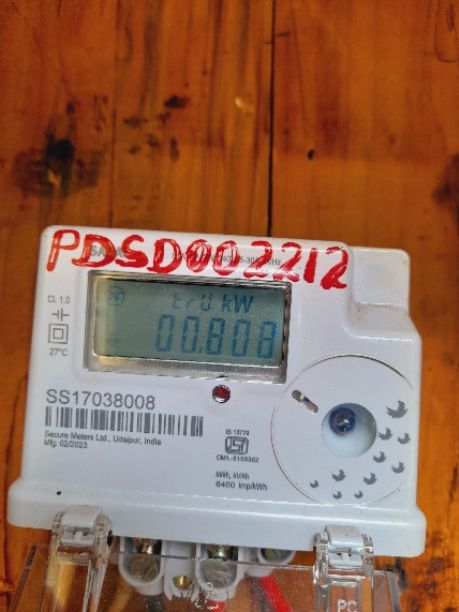 PDSD002212
Cl. 1.0
27°C
kW
00.808
SS17038008
Secure Meters Ltd., Udaipur, India
Mfg. 02/2023
IS 13779
kWh, kVAh
6400 imp/kWh
PC